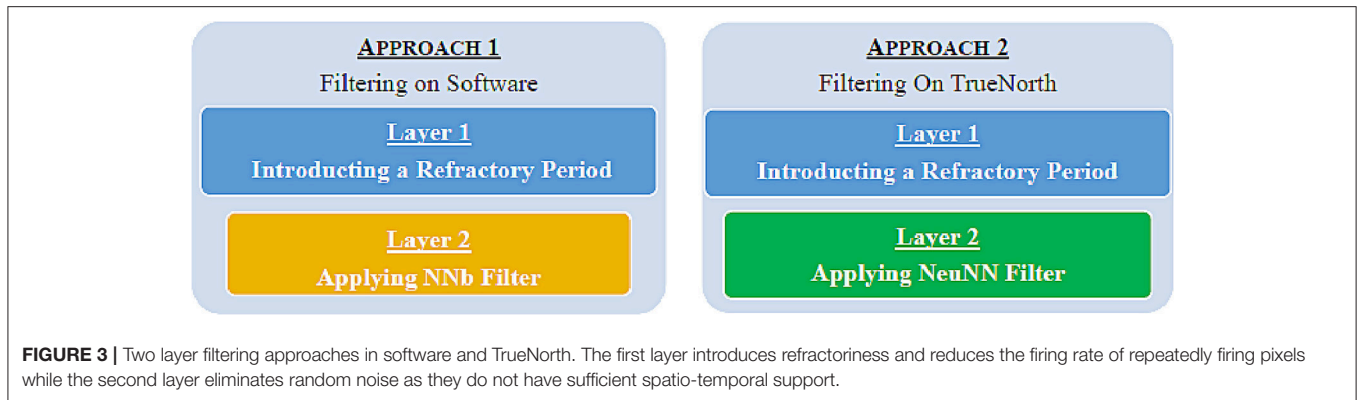 APPROACH 1
Filtering on Software
Layer 1
Introducting a Refractory Period
Layer 2
Applying NNb Filter
APPROACH 2
Filtering On TrueNorth
Layer 1
Introducting a Refractory Period
Layer 2
Applying NeuNN Filter
FIGURE 3 | Two layer filtering approaches in software and TrueNorth. The first layer introduces refractoriness and reduces the firing rate of repeatedly firing pixels
while the second layer eliminates random noise as they do not have sufficient spatio-temporal support.